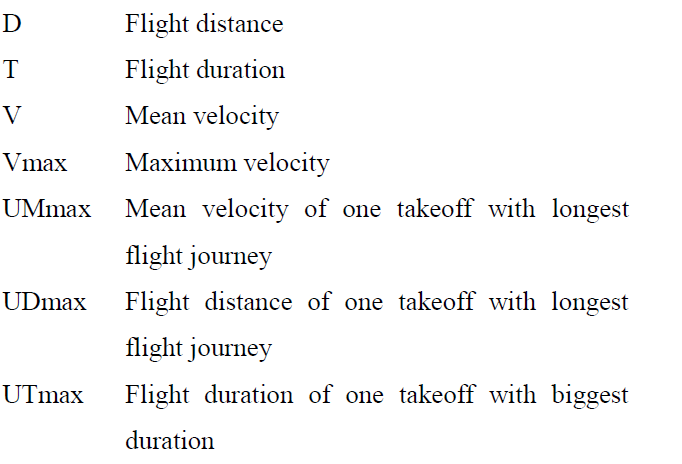 D Flight distance
T Flight duration
V Mean velocity
Vmax Maximum velocity
UMmax Mean velocity of one takeoff with longest
flight journey
UDmax Flight distance of one takeoff with longest
flight journey
UTmax Flight duration of one takeoff with biggest
duration